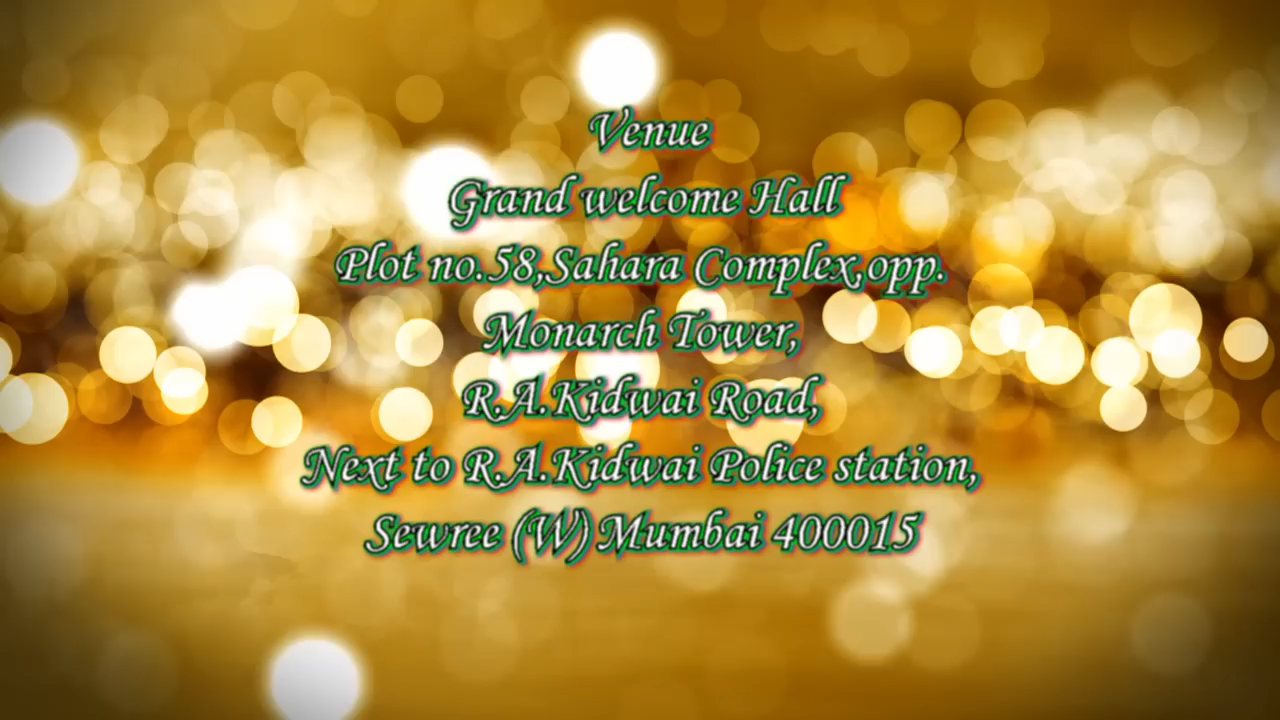 Venue
Grand welcome Hall
Plot no.58,Sahara Complex,opp.
Monarch Tower,
R.A.Kidwai Road,
Next to R.A.Kidwai Police station,
Sewree (W) Mumbai 400015